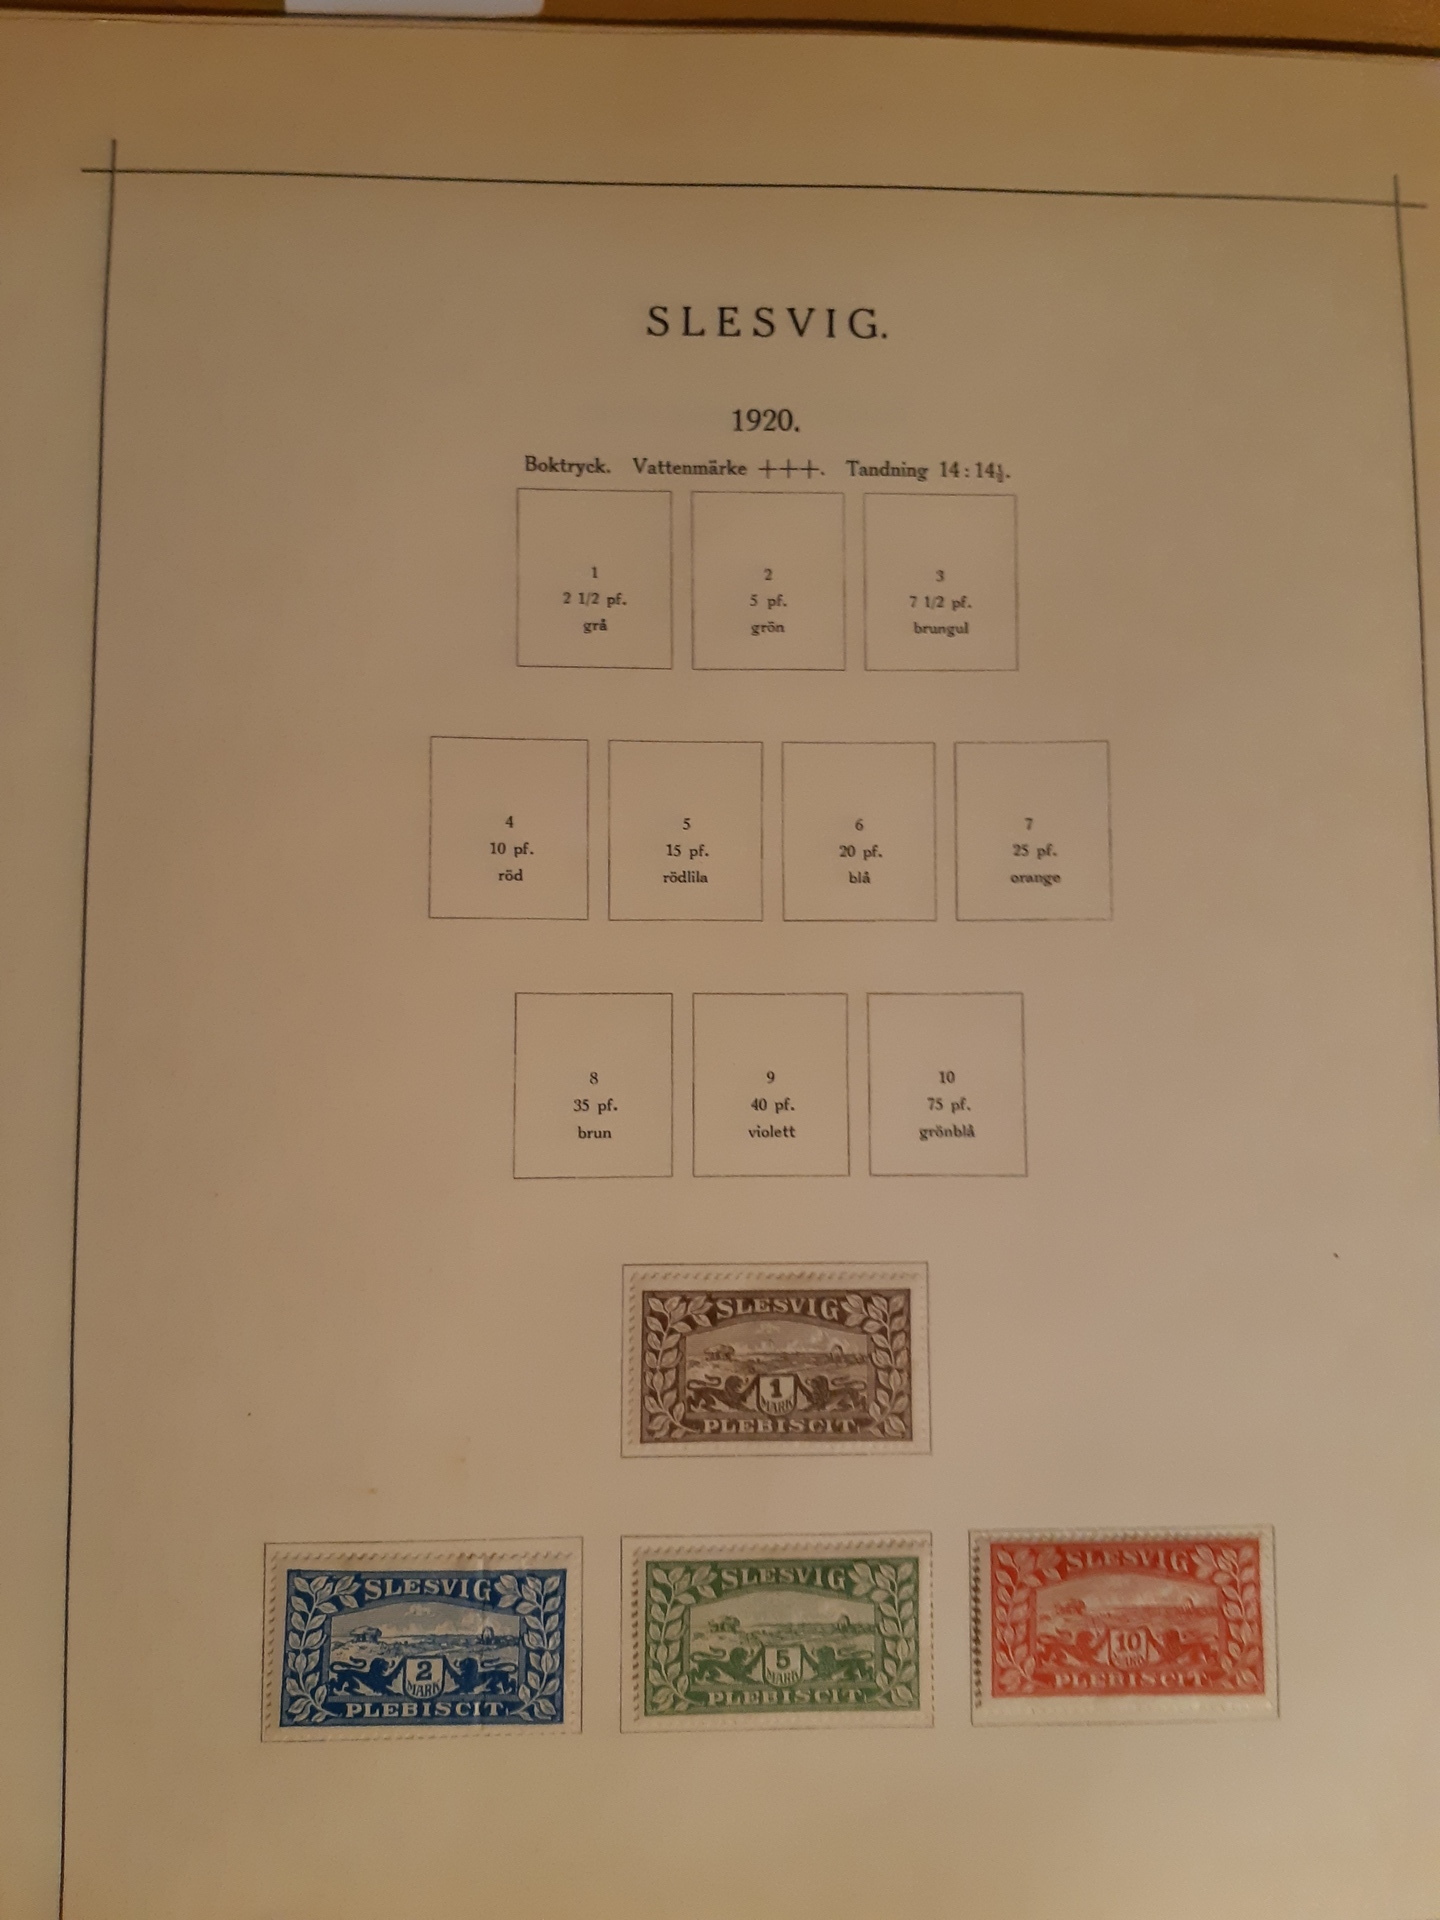 SLESVIG.
1920.
Boktryck. Vattenmärke +++. Tandning 14 : 14½.
1
2 1/2 pf.
grå
2
5 pf.
grön
3
7 1/2 pf.
brungul
4
10 pf.
röd
5
15 pf.
rödlila
6
20 pf.
blå
7
25 pf.
orange
8
35 pf.
brun
9
40 pf.
violett
10
75 pf.
grönblå
SLESVIG
1
MARK
PLEBISCIT
SLESVIG
2
MARK
PLEBISCIT
SLESVIG
5
MARK
PLEBISCIT
SLESVIG
10
MARK
PLEBISCIT